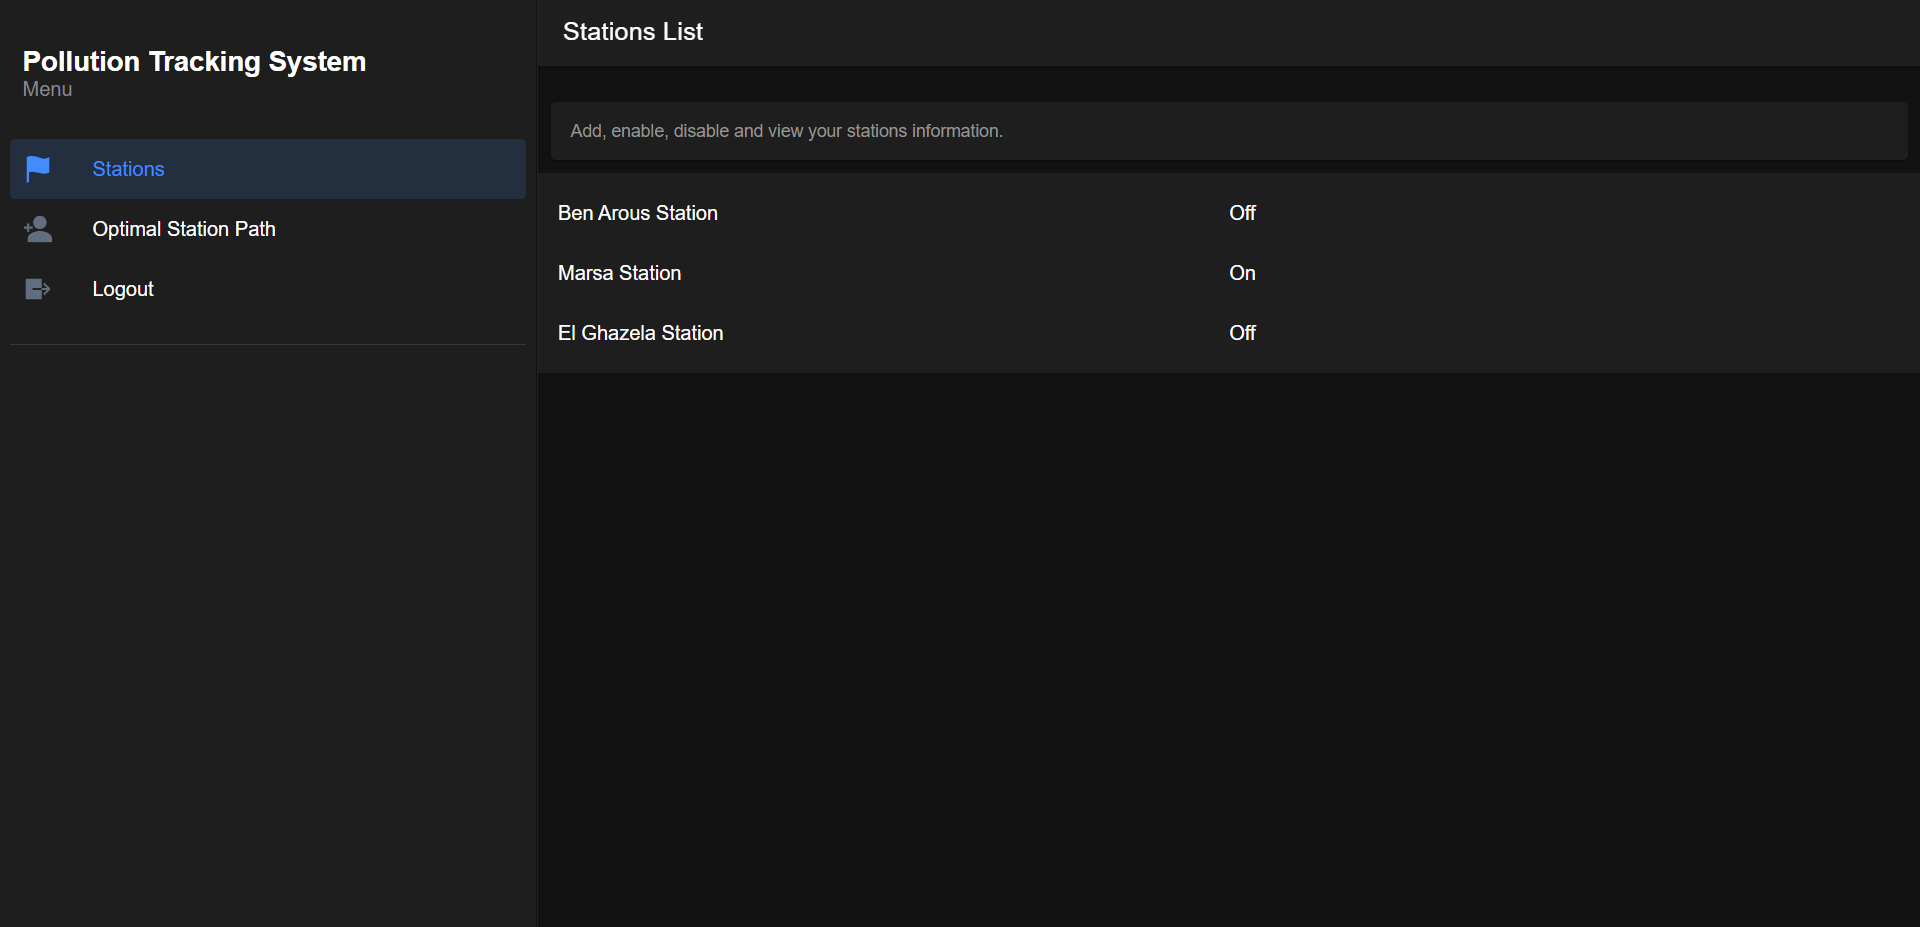 Pollution Tracking System
Menu
Stations
Optimal Station Path
Logout
Stations List
Add, enable, disable and view your stations information.
Ben Arous Station Off
Marsa Station On
El Ghazela Station Off